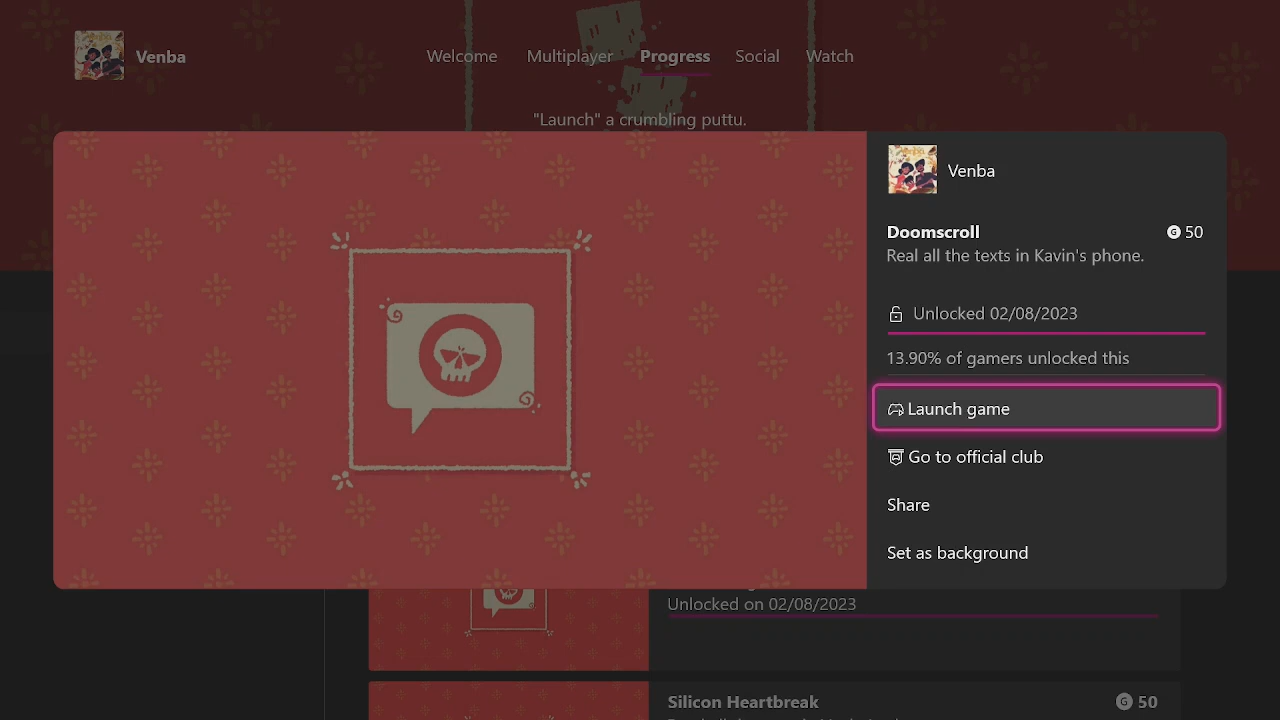 Venba
Welcome Multiplayer Progress Social Watch
"Launch" a crumbling puttu.
Venba
Doomscroll G 50
Real all the texts in Kavin's phone.
Unlocked 02/08/2023
13.90% of gamers unlocked this
Launch game
Go to official club
Share
Set as background
Unlocked on 02/08/2023
Silicon Heartbreak G 50